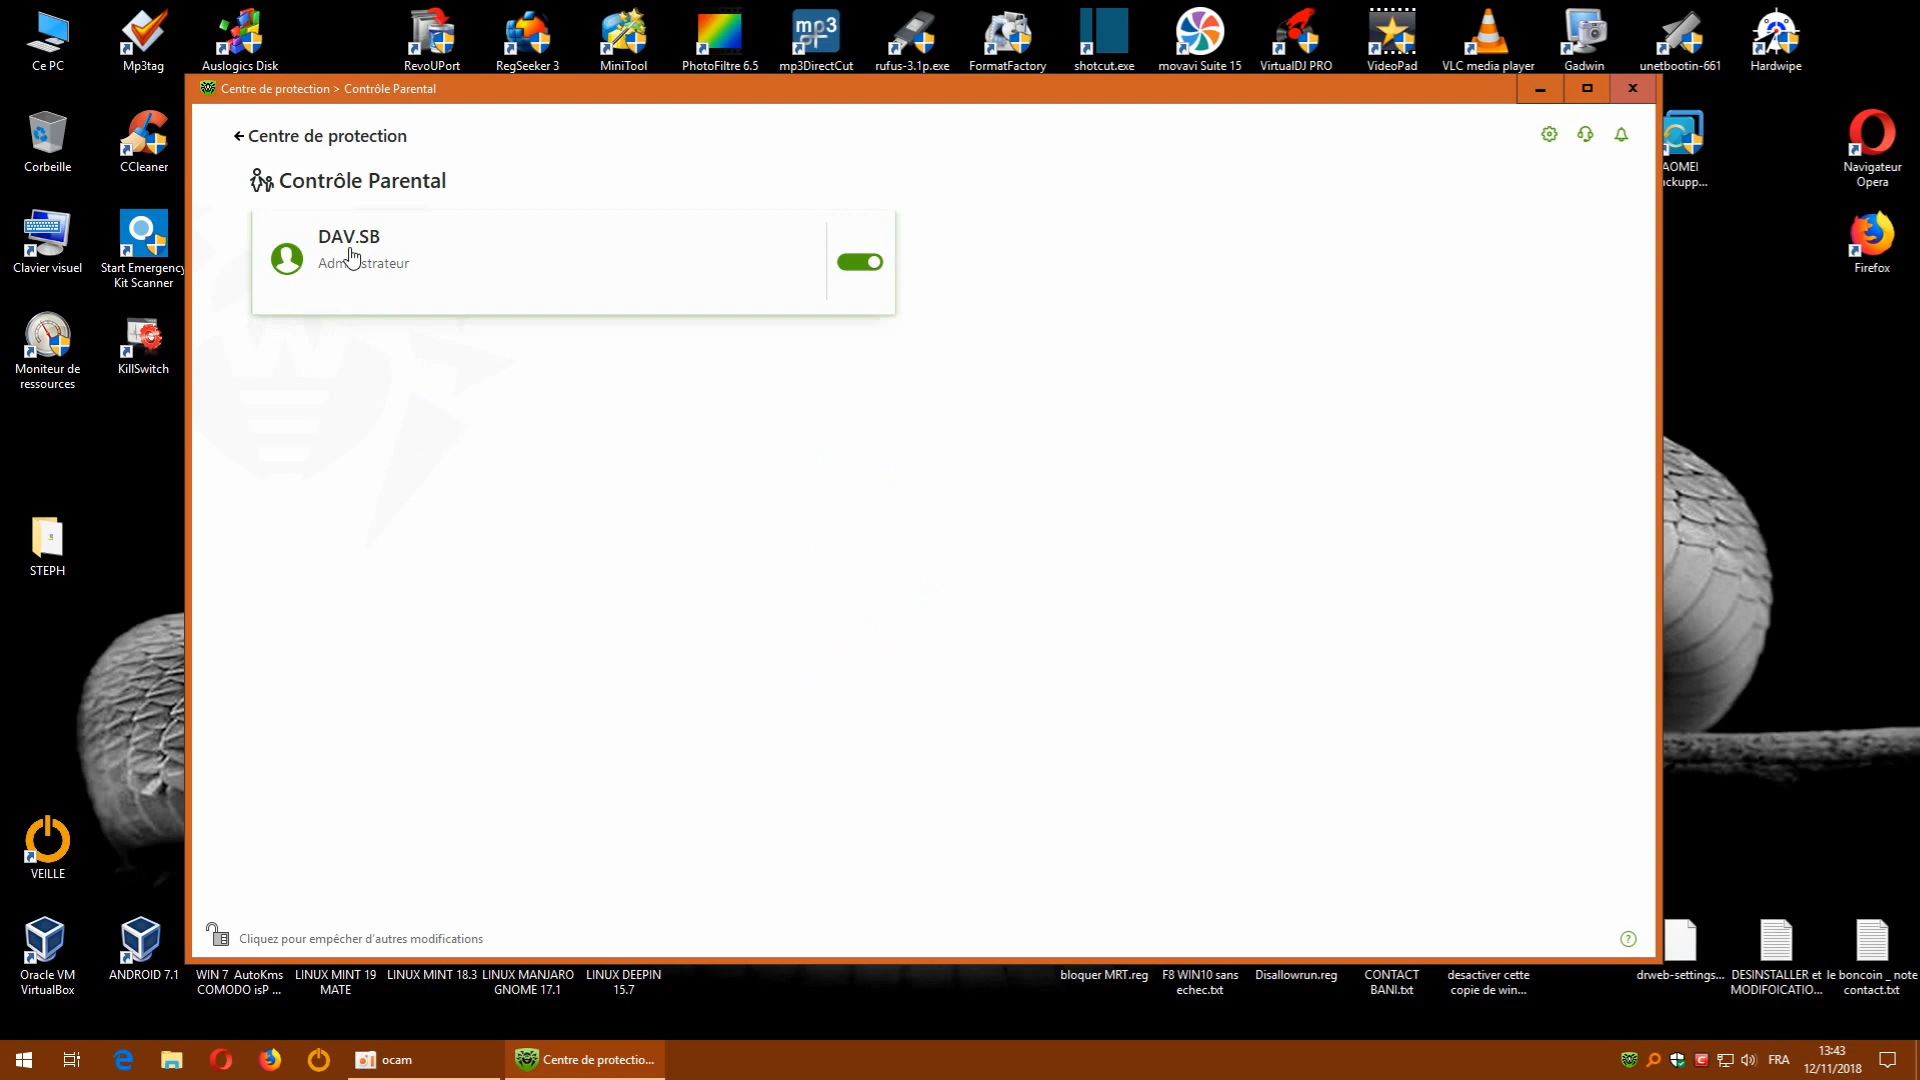 Ce PC
Mp3tag
Auslogics Disk
RevoUPort
RegSeeker 3
MiniTool
PhotoFiltre 6.5
mp3
mp3DirectCut
rufus-3.1p.exe
FormatFactory
shotcut.exe
movavi Suite 15
VirtualDJ PRO
VideoPad
VLC media player
Gadwin
unetbootin-661
Hardwipe
Centre de protection > Contrôle Parental
Centre de protection
Contrôle Parental
DAV.SB
Administrateur
Cliquez pour empêcher d'autres modifications
?
Corbeille
CCleaner
AOMEI
ackupp...
Navigateur
Opera
Clavier visuel
Start Emergency
Kit Scanner
Firefox
Moniteur de
ressources
KillSwitch
STEPH
VEILLE
Oracle VM
VirtualBox
ANDROID 7.1
WIN 7 AutoKms
COMODO isP ...
LINUX MINT 19
MATE
LINUX MINT 18.3
LINUX MANJARO
GNOME 17.1
LINUX DEEPIN
15.7
bloquer MRT.reg
F8 WIN10 sans
echec.txt
Disallowrun.reg
CONTACT
BANI.txt
desactiver cette
copie de win...
drweb-settings...
DESINSTALLER et
MODIFOICATIO...
le boncoin _ note
contact.txt
ocam
Centre de protectio...
FRA
13:43
12/11/2018